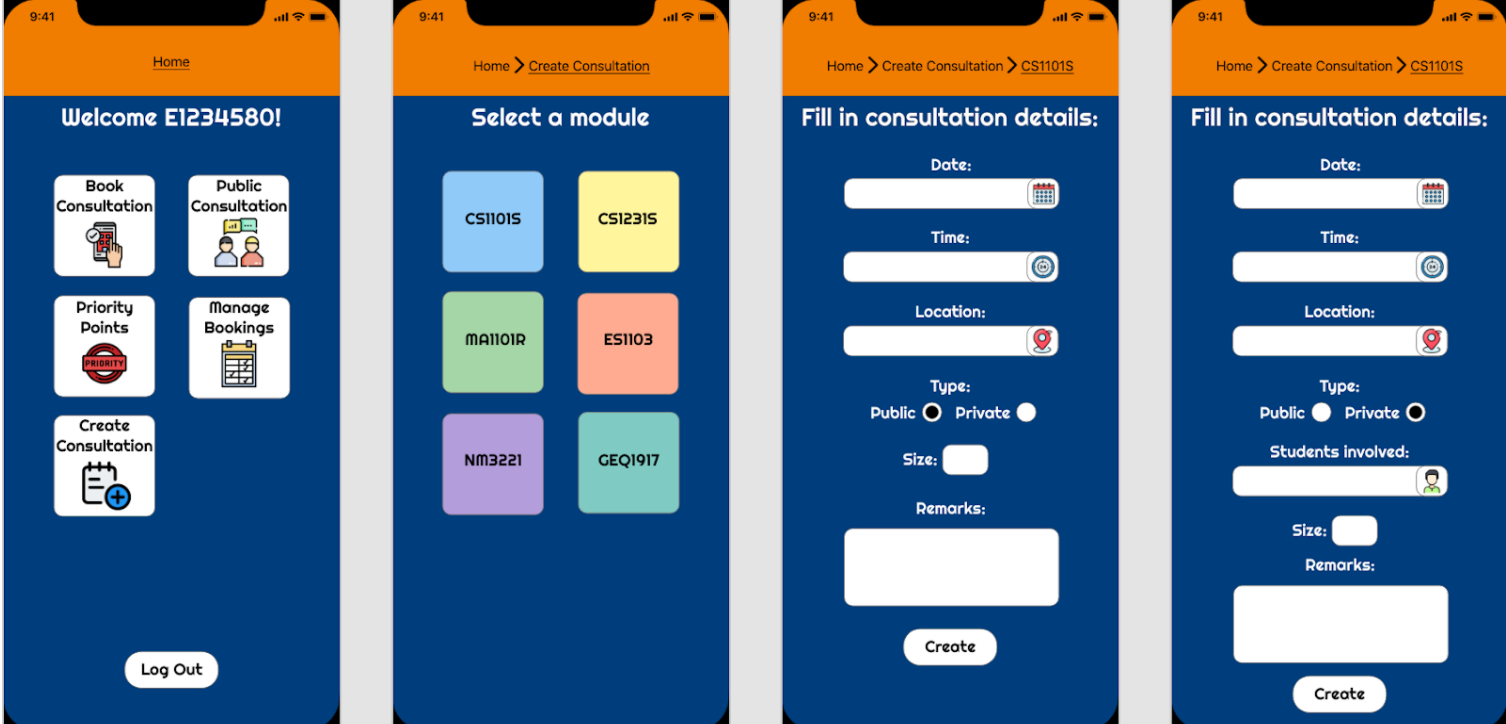 9:41
Home
Welcome E1234580!
Book
Consultation
Public
Consultation
Priority
Points
PRIORITY
Manage
Bookings
Create
Consultation
Log Out
9:41
Home Create Consultation
Select a module
CS1101S
CS1231S
MA1101R
ES1103
NM3221
GEQ1917
9:41
Home Create Consultation CS1101S
Fill in consultation details:
Date:
Time:
Location:
Type:
Public Private
Size:
Remarks:
Create
9:41
Home Create Consultation CS1101S
Fill in consultation details:
Date:
Time:
Location:
Type:
Public Private
Students involved:
Size:
Remarks:
Create